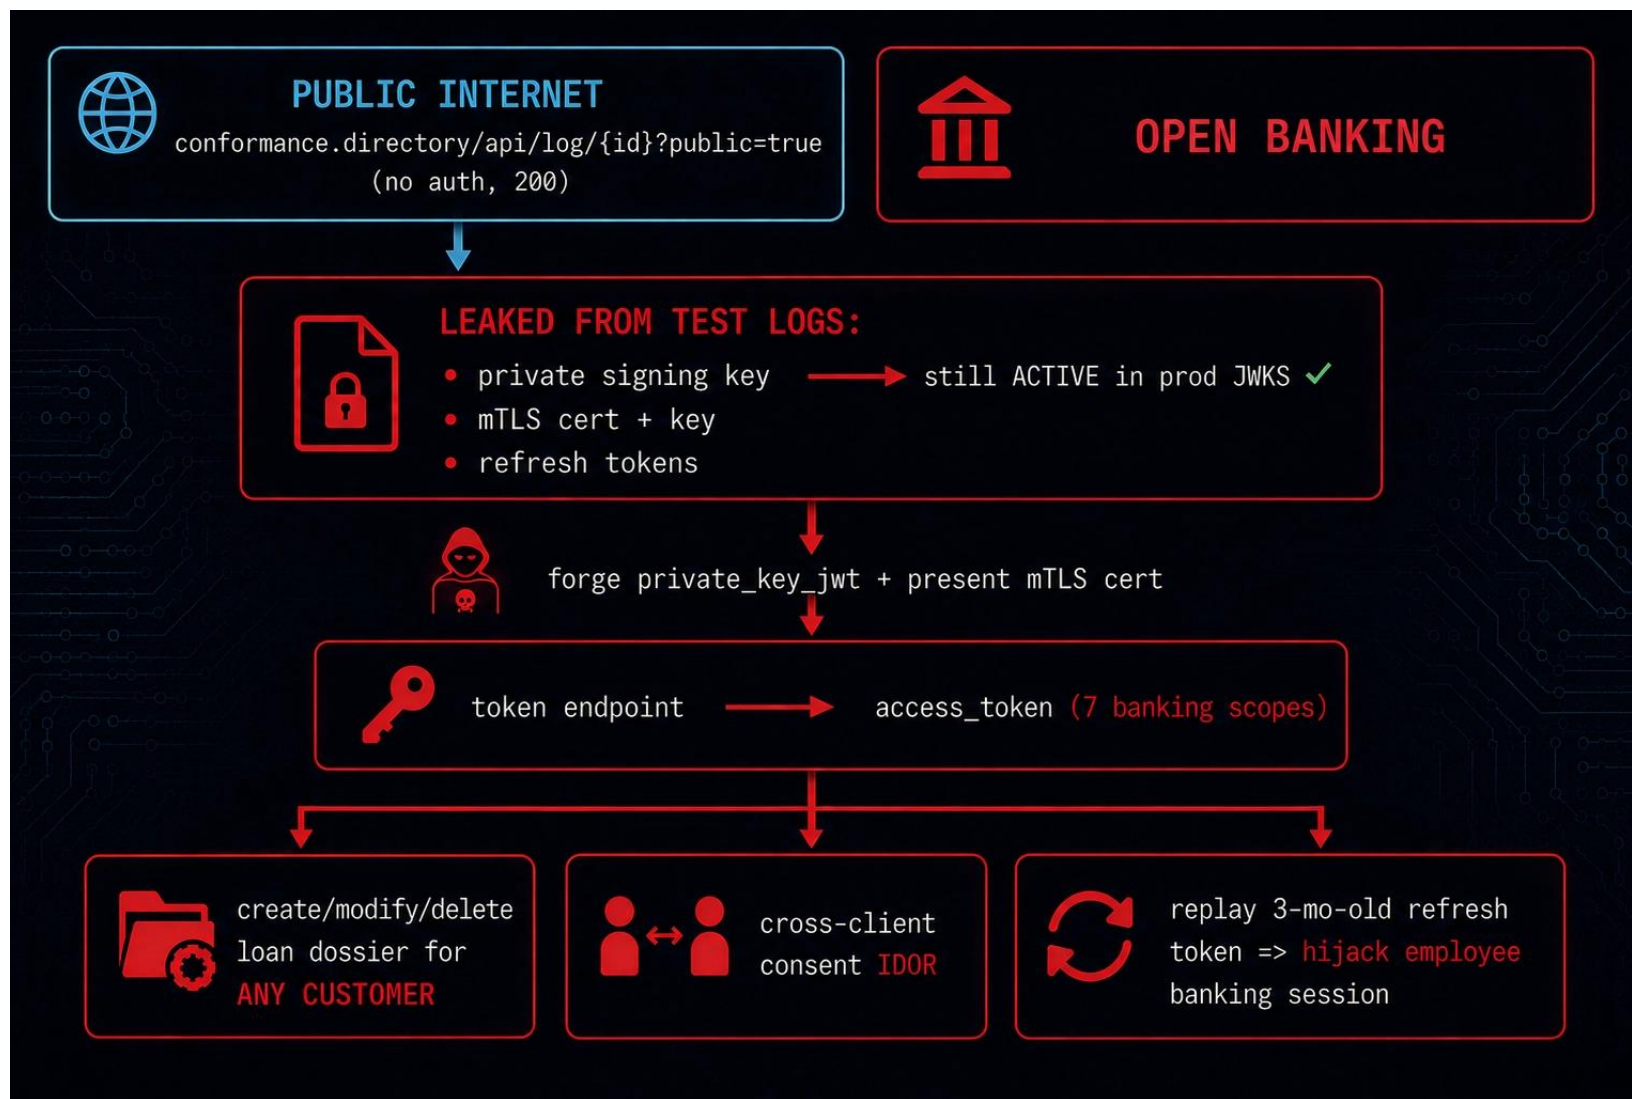 PUBLIC INTERNET
conformance.directory/api/log/{id}?public=true
(no auth, 200)
OPEN BANKING
LEAKED FROM TEST LOGS:
• private signing key
still ACTIVE in prod JWKS ✓
• mTLS cert + key
• refresh tokens
forge private_key_jwt + present mTLS cert
token endpoint
access_token (7 banking scopes)
create/modify/delete
loan dossier for
ANY CUSTOMER
cross-client
consent IDOR
replay 3-mo-old refresh
token => hijack employee
banking session